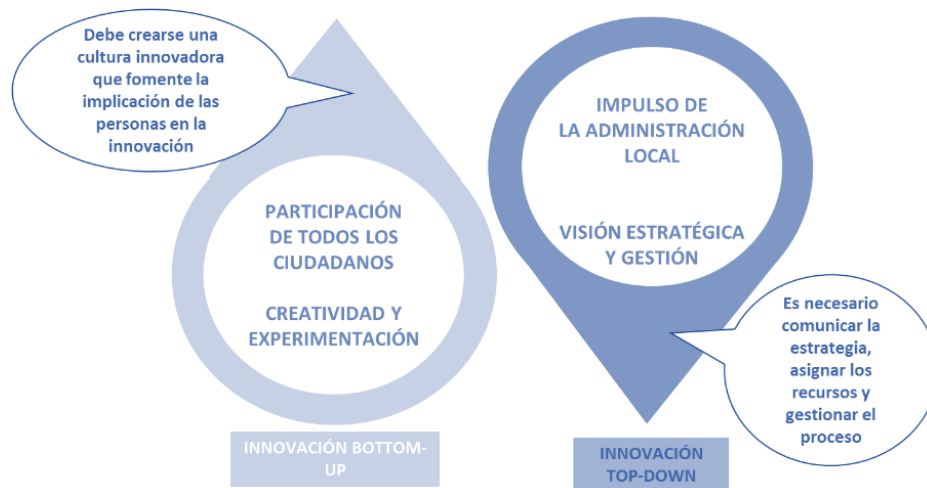 Debe crearse una
cultura innovadora
que fomente la
implicación de las
personas en la
innovación
PARTICIPACIÓN
DE TODOS LOS
CIUDADANOS
CREATIVIDAD Y
EXPERIMENTACIÓN
INNOVACIÓN BOTTOM-
UP
IMPULSO DE
LA ADMINISTRACIÓN
LOCAL
VISIÓN ESTRATÉGICA
Y GESTIÓN
Es necesario
comunicar la
estrategia,
asignar los
recursos y
gestionar el
proceso
INNOVACIÓN
TOP-DOWN